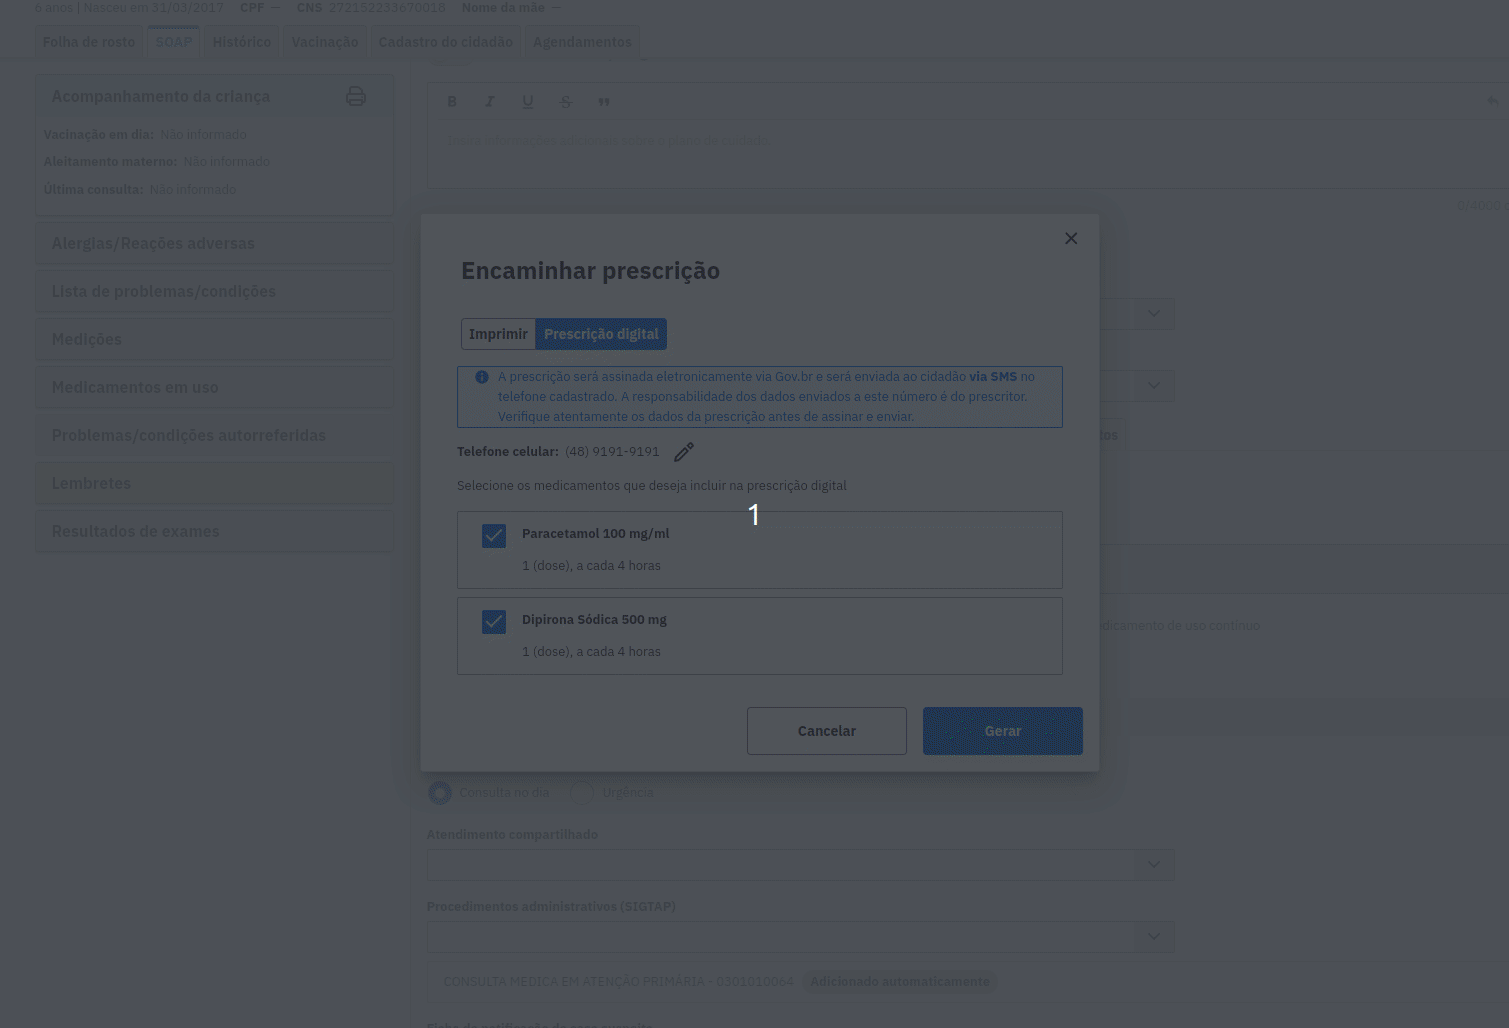 6 anos | Nasceu em 31/03/2017 CPF — CNS 272152233670018 Nome da mãe —
Folha de rosto SOAP Histórico Vacinação Cadastro do cidadão Agendamentos
Acompanhamento da criança
Vacinação em dia: Não informado
Aleitamento materno: Não informado
Última consulta: Não informado
Alergias/Reações adversas
Lista de problemas/condições
Medições
Medicamentos em uso
Problemas/condições autorreferidas
Lembretes
Resultados de exames
B I U S
0/4000
Encaminhar prescrição
Imprimir Prescrição digital
A prescrição será assinada eletronicamente via Gov.br e será enviada ao cidadão via SMS no
telefone cadastrado. A responsabilidade dos dados enviados a este número é do prescritor.
Verifique atentamente os dados da prescrição antes de assinar e enviar.
Telefone celular: (48) 9191-9191
Selecione os medicamentos que deseja incluir na prescrição digital
1
Paracetamol 100 mg/ml
1 (dose), a cada 4 horas
Dipirona Sódica 500 mg
1 (dose), a cada 4 horas
Cancelar Gerar
tos
dicamento de uso contínuo
Consulta no dia Urgência
Atendimento compartilhado
Procedimentos administrativos (SIGTAP)
CONSULTA MEDICA EM ATENÇÃO PRIMÁRIA - 0301010064 Adicionado automaticamente